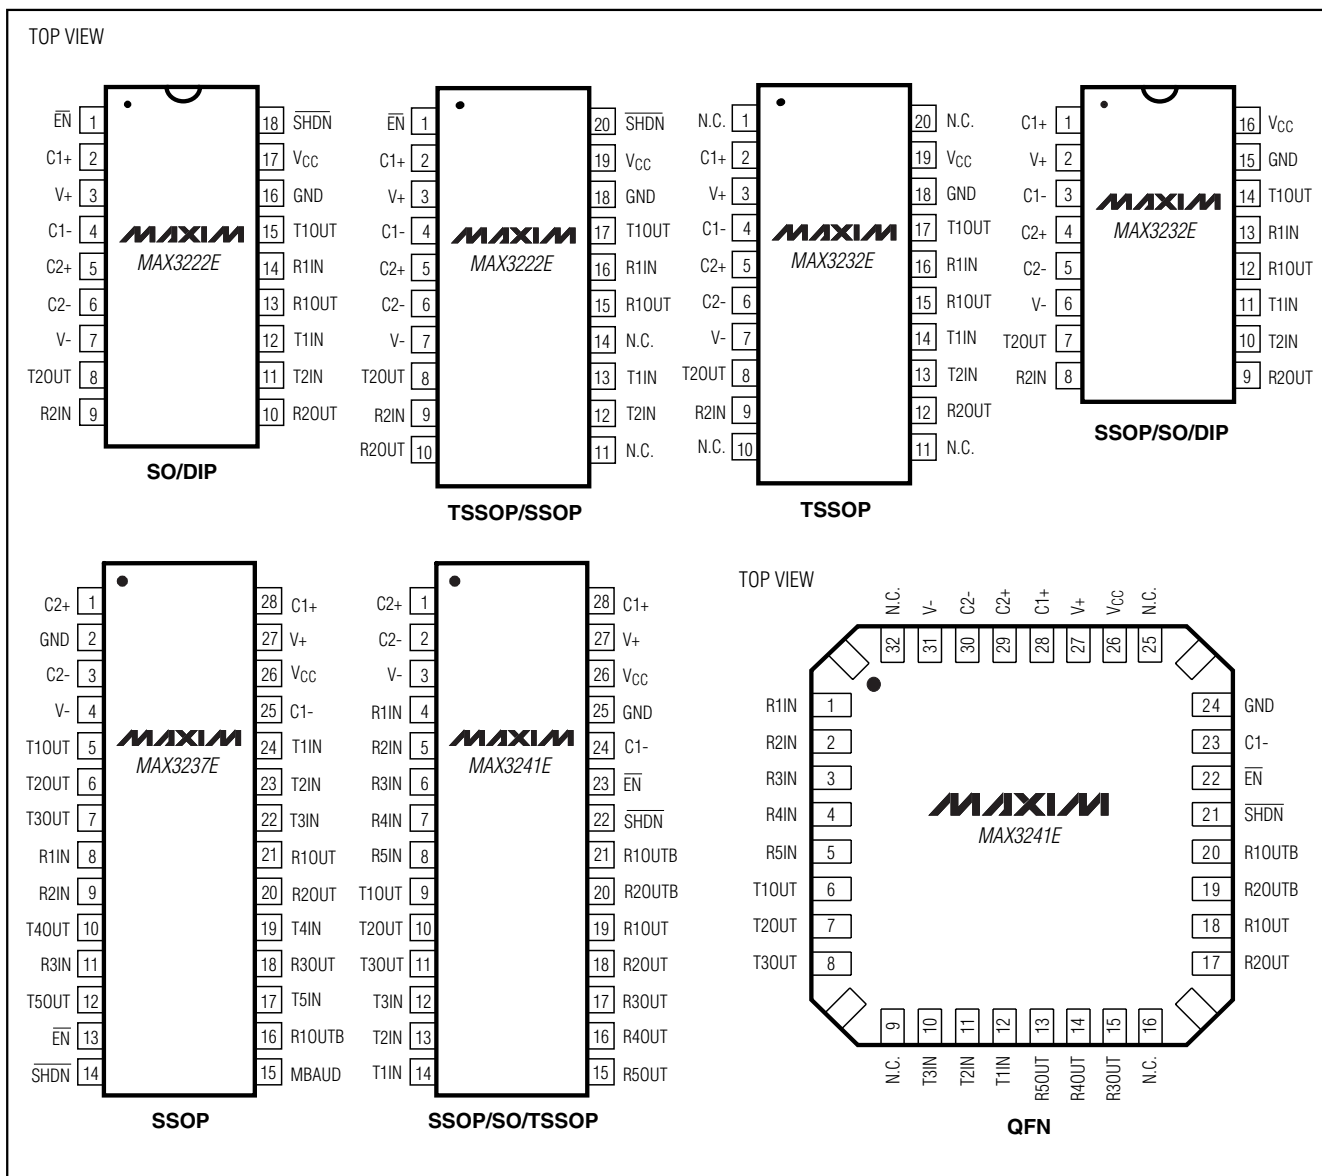 TOP VIEW
EN 1 18 SHDN
C1+ 2 17 VCC
V+ 3 16 GND
C1- 4 15 T1OUT
C2+ 5 14 R1IN
C2- 6 13 R1OUT
V- 7 12 T1IN
T2OUT 8 11 T2IN
R2IN 9 10 R2OUT
MAXIM
MAX3222E
SO/DIP
EN 1 20 SHDN
C1+ 2 19 VCC
V+ 3 18 GND
C1- 4 17 T1OUT
C2+ 5 16 R1IN
C2- 6 15 R1OUT
V- 7 14 N.C.
T2OUT 8 13 T1IN
R2IN 9 12 T2IN
R2OUT 10 11 N.C.
MAXIM
MAX3222E
TSSOP/SSOP
N.C. 1 20 N.C.
C1+ 2 19 VCC
V+ 3 18 GND
C1- 4 17 T1OUT
C2+ 5 16 R1IN
C2- 6 15 R1OUT
V- 7 14 T1IN
T2OUT 8 13 T2IN
R2IN 9 12 R2OUT
N.C. 10 11 N.C.
MAXIM
MAX3232E
TSSOP
C1+ 1 16 VCC
V+ 2 15 GND
C1- 3 14 T1OUT
C2+ 4 13 R1IN
C2- 5 12 R1OUT
V- 6 11 T1IN
T2OUT 7 10 T2IN
R2IN 8 9 R2OUT
MAXIM
MAX3232E
SSOP/SO/DIP
C2+ 1 28 C1+
GND 2 27 V+
C2- 3 26 VCC
V- 4 25 C1-
T1OUT 5 24 T1IN
T2OUT 6 23 T2IN
T3OUT 7 22 T3IN
R1IN 8 21 R1OUT
R2IN 9 20 R2OUT
T4OUT 10 19 T4IN
R3IN 11 18 R3OUT
T5OUT 12 17 T5IN
EN 13 16 R1OUTB
SHDN 14 15 MBAUD
MAXIM
MAX3237E
SSOP
C2+ 1 28 C1+
C2- 2 27 V+
V- 3 26 VCC
R1IN 4 25 GND
R2IN 5 24 C1-
R3IN 6 23 EN
R4IN 7 22 SHDN
R5IN 8 21 R1OUTB
T1OUT 9 20 R2OUTB
T2OUT 10 19 R1OUT
T3OUT 11 18 R2OUT
T3IN 12 17 R3OUT
T2IN 13 16 R4OUT
T1IN 14 15 R5OUT
MAXIM
MAX3241E
SSOP/SO/TSSOP
TOP VIEW
N.C. V- C2- C2+ C1+ V+ VCC N.C.
32 31 30 29 28 27 26 25
R1IN 1 24 GND
R2IN 2 23 C1-
R3IN 3 22 EN
R4IN 4 21 SHDN
R5IN 5 20 R1OUTB
T1OUT 6 19 R2OUTB
T2OUT 7 18 R1OUT
T3OUT 8 17 R2OUT
MAXIM
MAX3241E
9 10 11 12 13 14 15 16
N.C. T3IN T2IN T1IN R5OUT R4OUT R3OUT N.C.
QFN